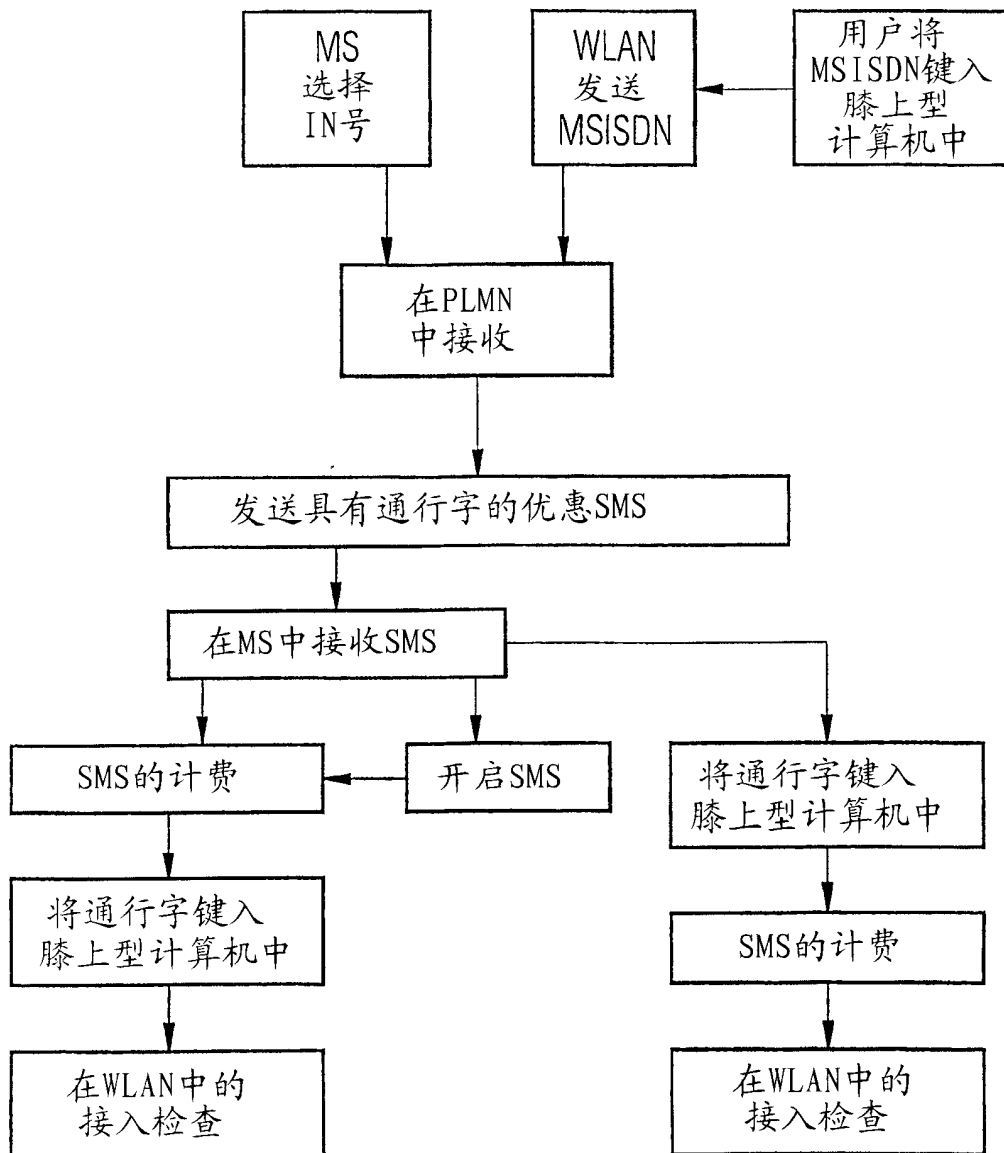 MS
选择
IN号
WLAN
发送
MSISDN
用户将
MSISDN键入
膝上型
计算机中
在PLMN
中接收
发送具有通行字的优惠SMS
在MS中接收SMS
SMS的计费
开启SMS
将通行字键入
膝上型计算机中
将通行字键入
膝上型计算机中
SMS的计费
在WLAN中的
接入检查
在WLAN中的
接入检查